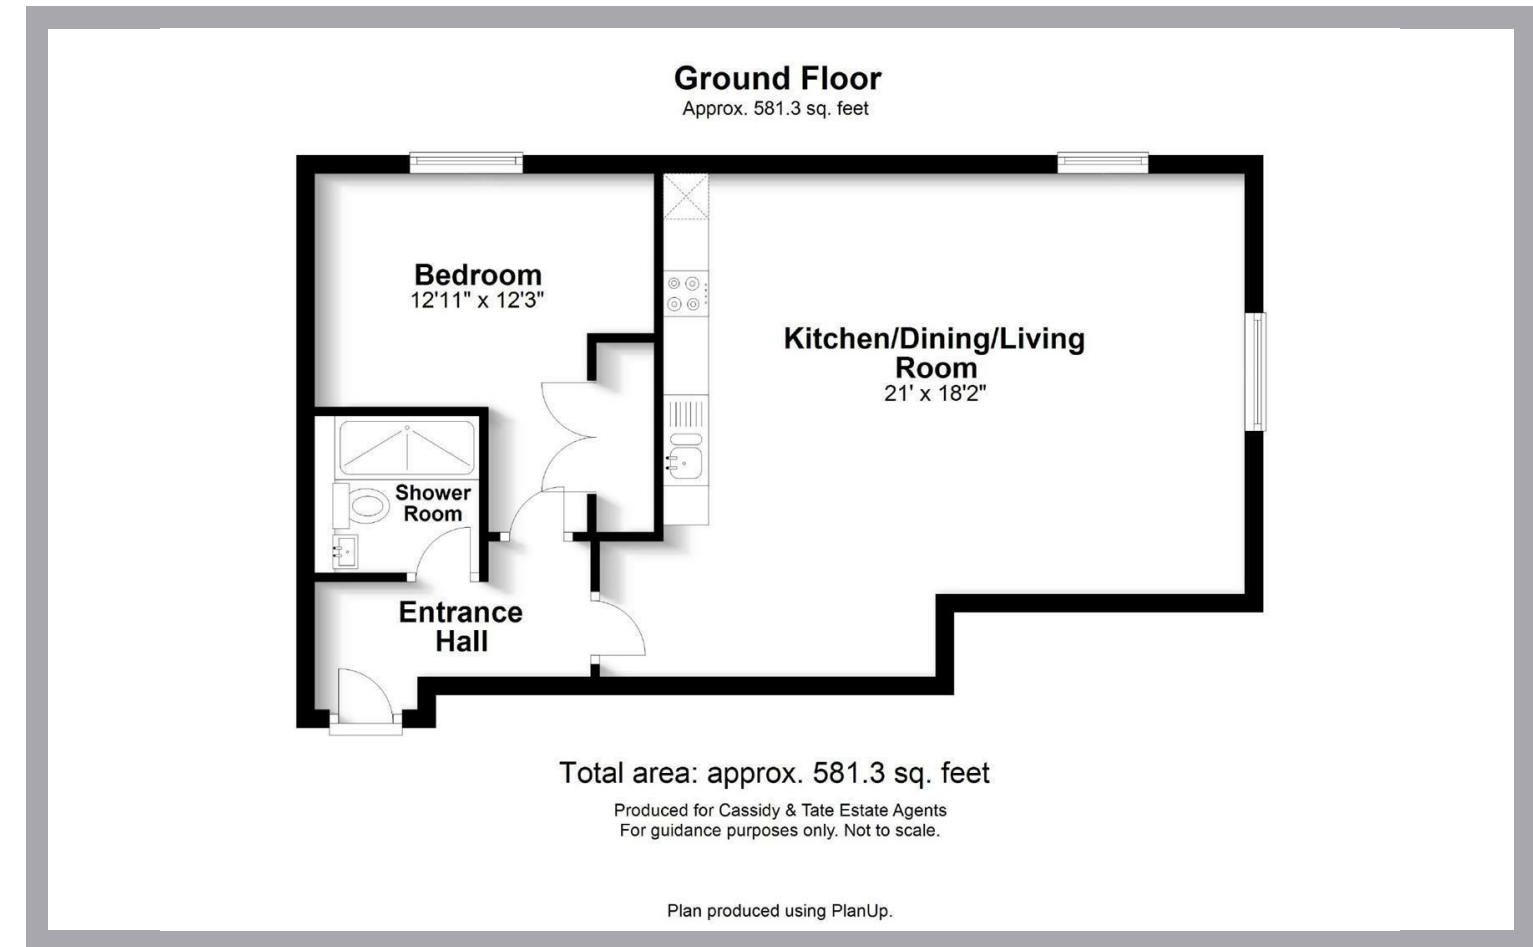 Ground Floor
Approx. 581.3 sq. feet
Bedroom
12'11" x 12'3"
Kitchen/Dining/Living
Room
21' x 18'2"
Shower
Room
Entrance
Hall
Total area: approx. 581.3 sq. feet
Produced for Cassidy & Tate Estate Agents
For guidance purposes only. Not to scale.
Plan produced using PlanUp.